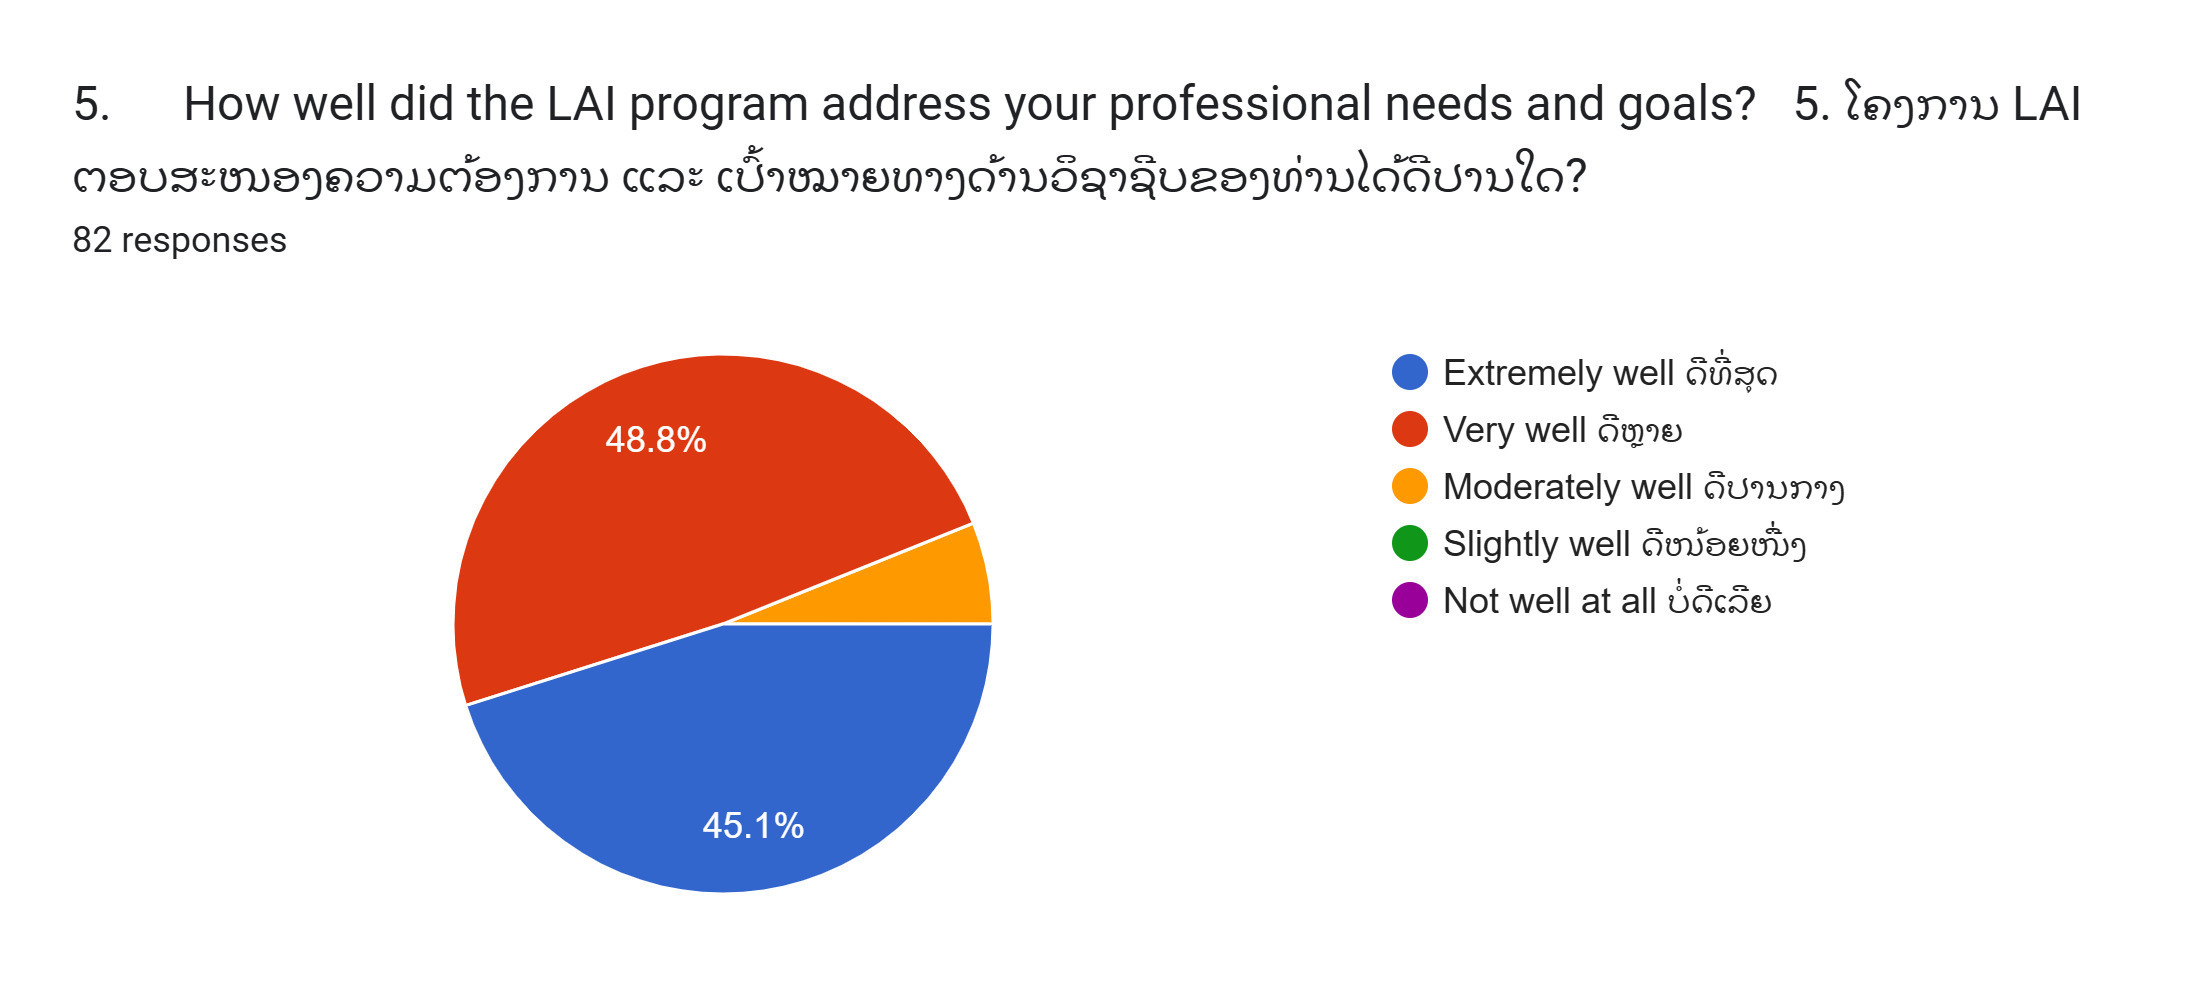 5. How well did the LAI program address your professional needs and goals? 5. ໂຄງການ LAI
ຕອບສະໜອງຄວາມຕ້ອງການ ແລະ ເປົ້າໝາຍທາງດ້ານວິຊາຊີບຂອງທ່ານໄດ້ດີປານໃດ?
82 responses
Extremely well ດີທີ່ສຸດ
Very well ດີຫຼາຍ
Moderately well ດີປານກາງ
Slightly well ດີໜ້ອຍໜຶ່ງ
Not well at all ບໍ່ດີເລີຍ
48.8%
45.1%